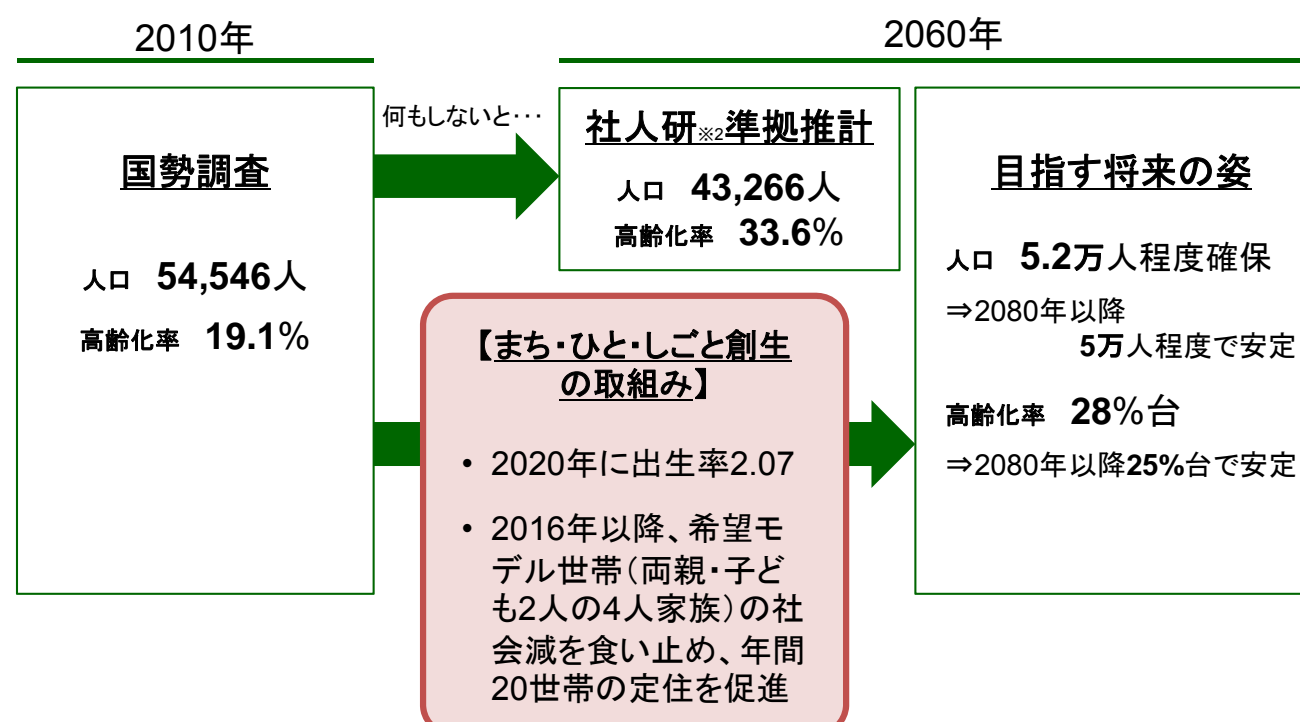 2010年
2060年
国勢調査
人口 54,546人
高齢化率 19.1%
何もしないと･･･
社人研※2準拠推計
人口 43,266人
高齢化率 33.6%
【まち･ひと･しごと創生
の取組み】
• 2020年に出生率2.07
• 2016年以降、希望モ
デル世帯（両親･子ど
も2人の4人家族）の社
会減を食い止め、年間
20世帯の定住を促進
目指す将来の姿
人口 5.2万人程度確保
⇒2080年以降
5万人程度で安定
高齢化率 28%台
⇒2080年以降25%台で安定